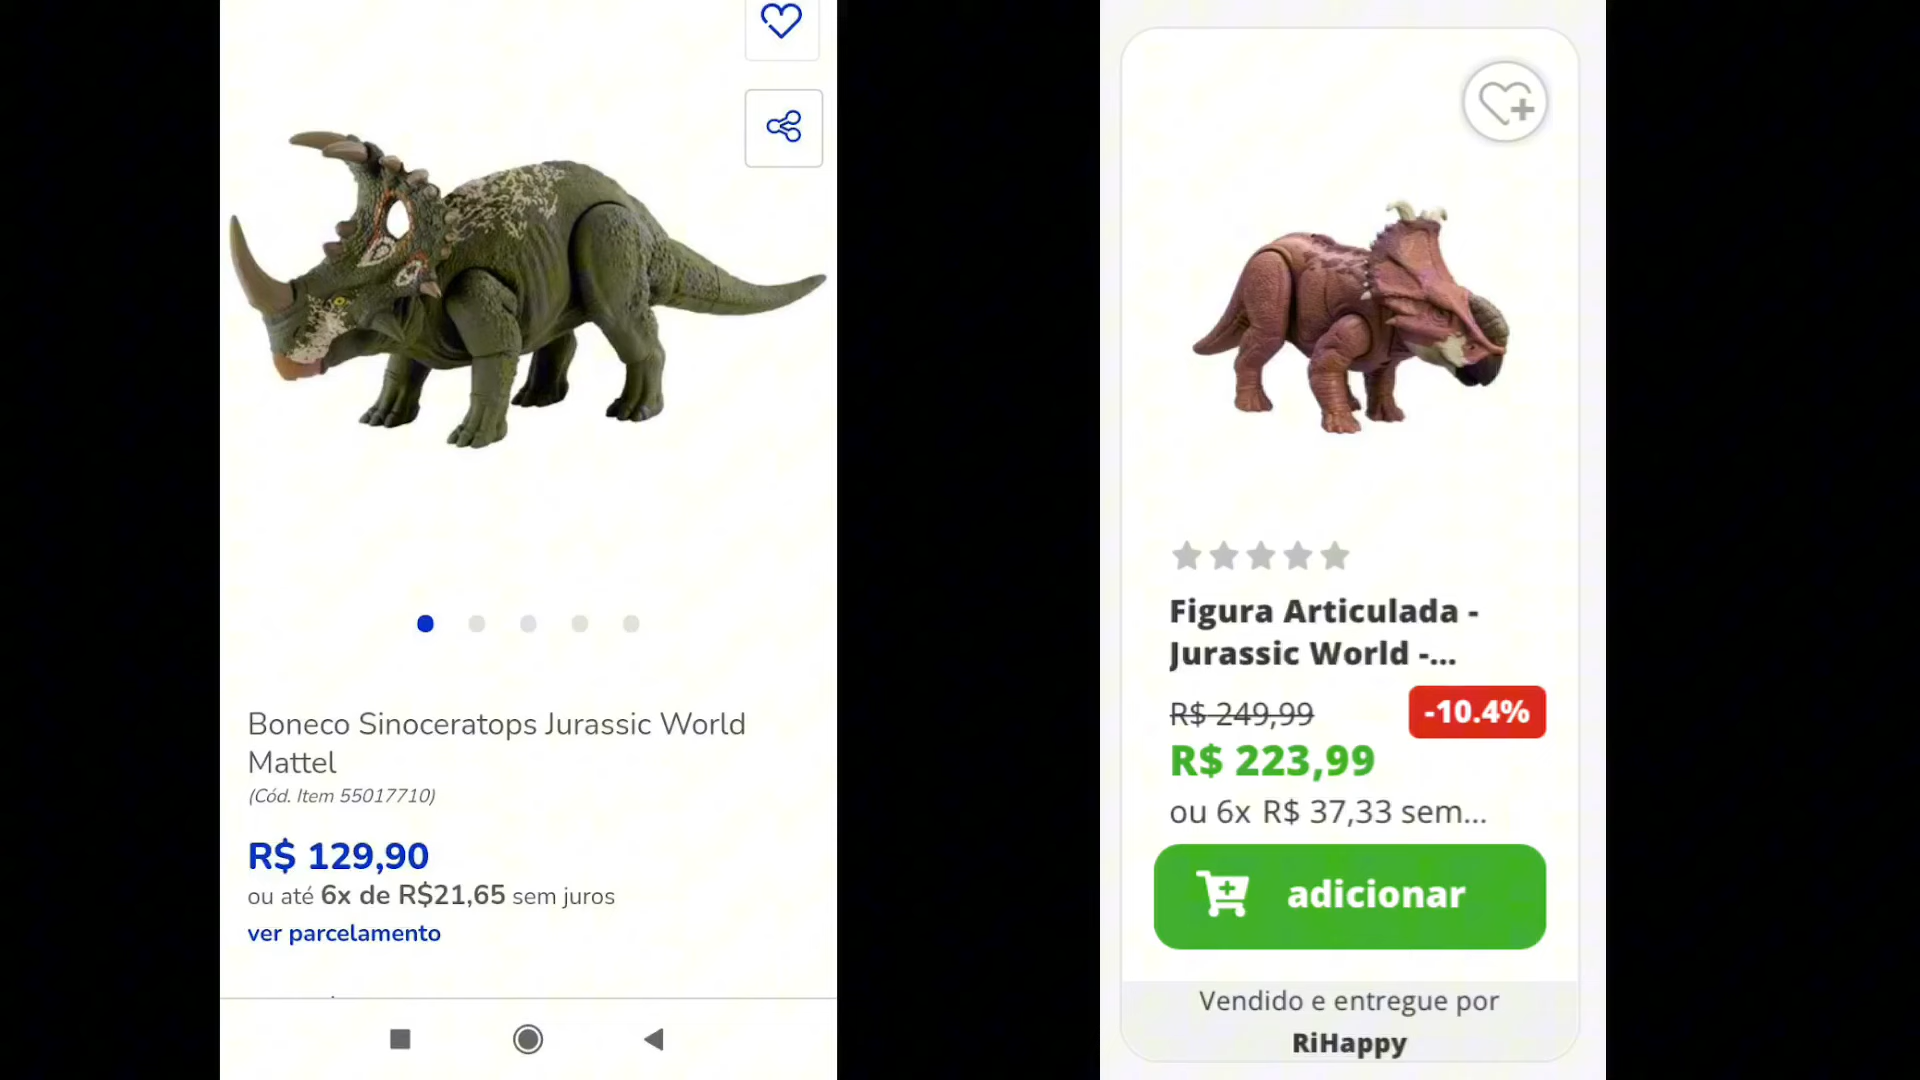 Boneco Sinoceratops Jurassic World
Mattel
(Cód. Item 55017710)
R$ 129,90
ou até 6x de R$21,65 sem juros
ver parcelamento
Figura Articulada -
Jurassic World -...
R$ 249,99
-10.4%
R$ 223,99
ou 6x R$ 37,33 sem...
adicionar
Vendido e entregue por
RiHappy